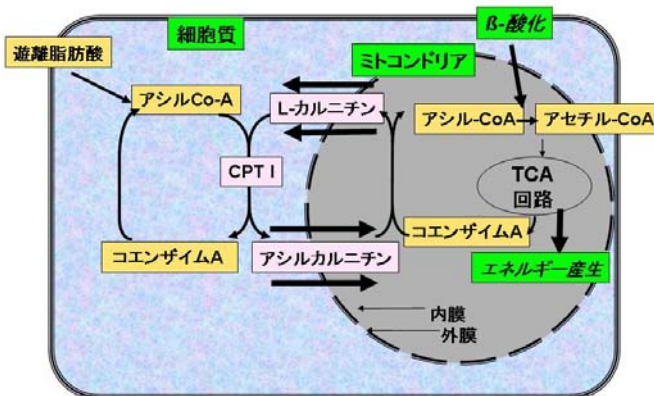 細胞質
ß-酸化
遊離脂肪酸
ミトコンドリア
アシルCo-A
L-カルニチン
アシル-CoA
アセチル-CoA
CPT I
TCA
回路
コエンザイムA
アシルカルニチン
コエンザイムA
エネルギー産生
内膜
外膜